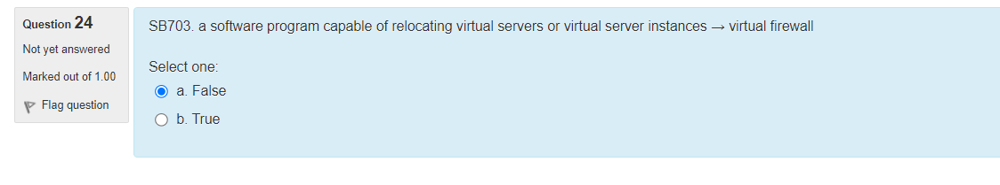 Question 24
Not yet answered
Marked out of 1.00
Flag question
SB703. a software program capable of relocating virtual servers or virtual server instances → virtual firewall
Select one:
a. False
b. True